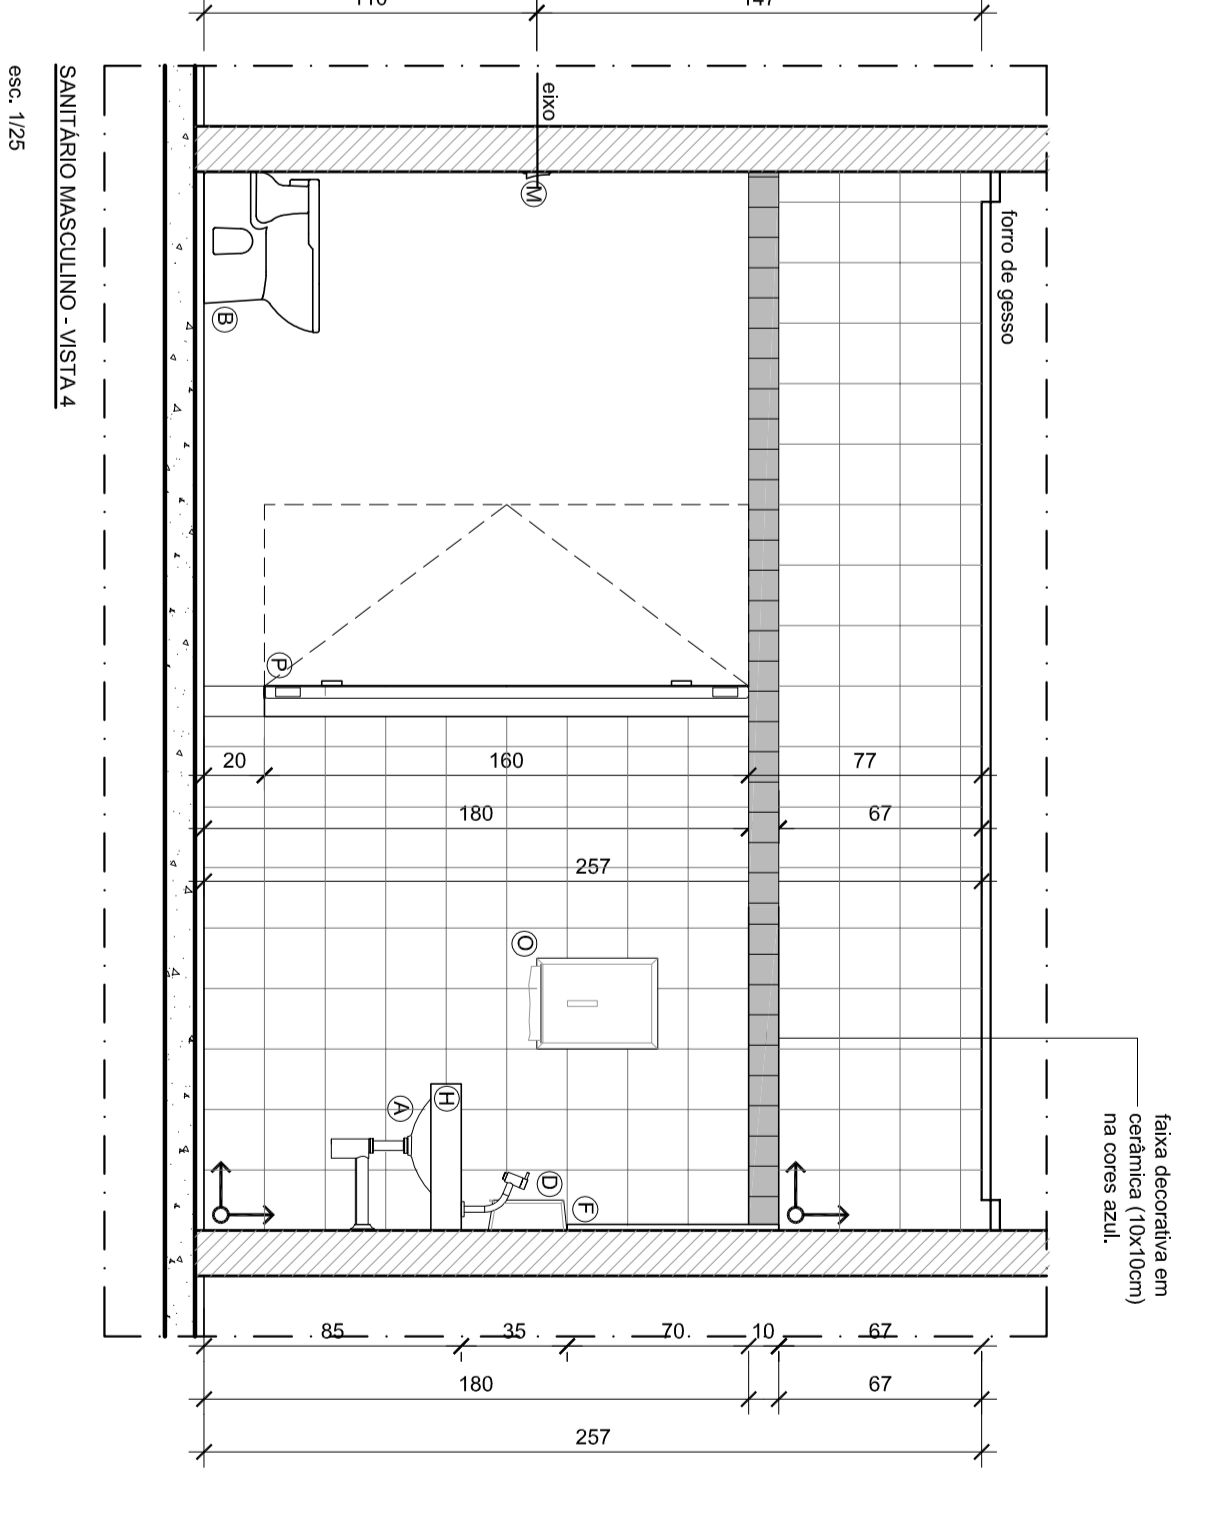 147
eixo
M
forro de gesso
B
P
20
160
77
180
67
257
O
H
A
D
F
faixa decorativa em
cerâmica (10x10cm)
na cores azul.
85
35
70
10
67
180
67
257
SANITÁRIO MASCULINO - VISTA 4
esc. 1/25